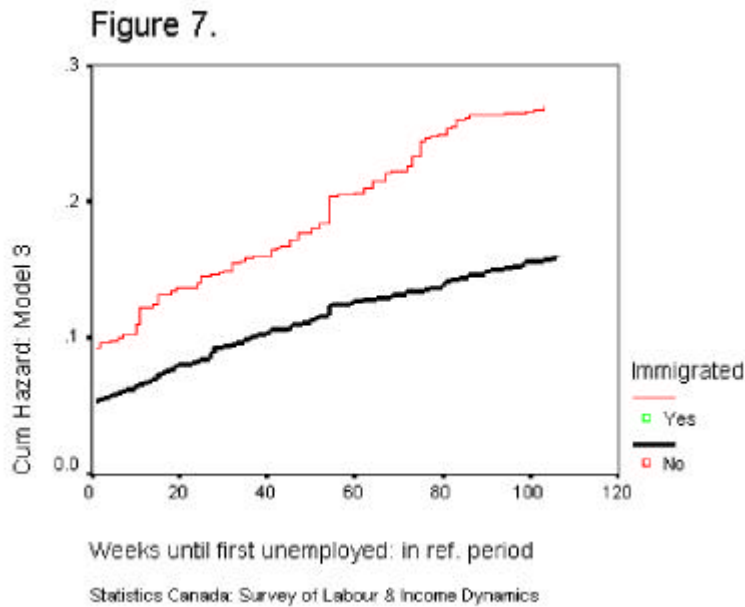 Figure 7.
.3
.2
.1
0.0
Cum Hazard: Model 3
0 20 40 60 80 100 120
Weeks until first unemployed: in ref. period
Immigrated
Yes
No
Statistics Canada: Survey of Labour & Income Dynamics